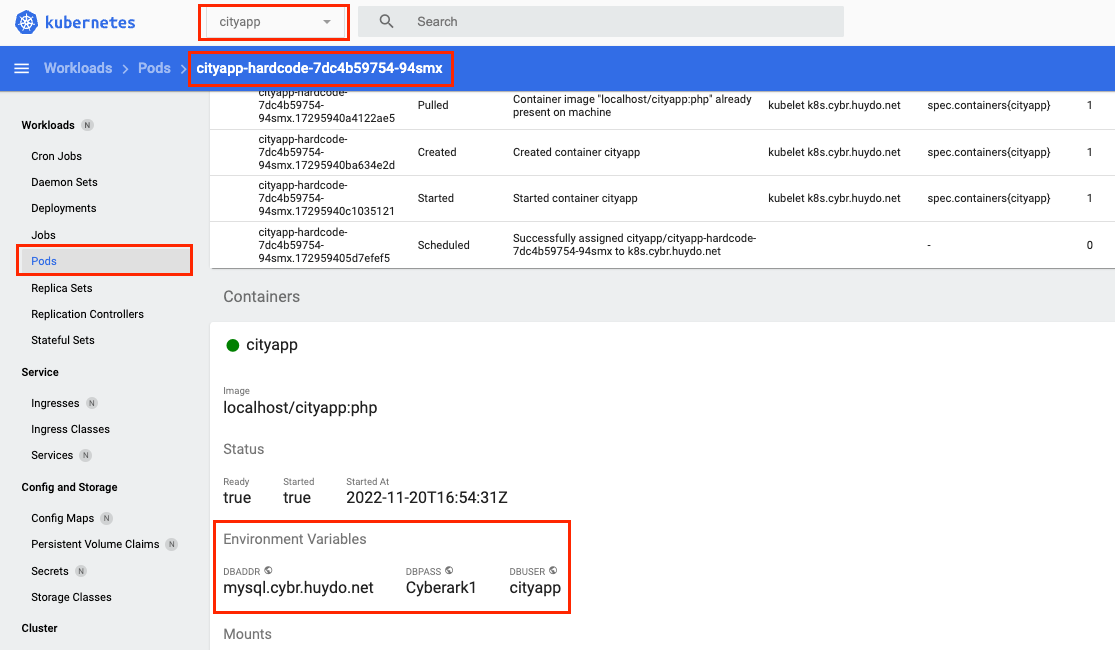 kubernetes
cityapp
Search
Workloads
Pods
cityapp-hardcode-7dc4b59754-94smx
Workloads N
Cron Jobs
Daemon Sets
Deployments
Jobs
Pods
Replica Sets
Replication Controllers
Stateful Sets
Service
Ingresses N
Ingress Classes
Services N
Config and Storage
Config Maps N
Persistent Volume Claims N
Secrets N
Storage Classes
Cluster
cityapp-hardcode-
7dc4b59754-
94smx.17295940a4122ae5
Pulled
Container image "localhost/cityapp:php" already
present on machine
kubelet k8s.cybr.huydo.net
spec.containers{cityapp}
1
cityapp-hardcode-
7dc4b59754-
94smx.17295940ba634e2d
Created
Created container cityapp
kubelet k8s.cybr.huydo.net
spec.containers{cityapp}
1
cityapp-hardcode-
7dc4b59754-
94smx.17295940c1035121
Started
Started container cityapp
kubelet k8s.cybr.huydo.net
spec.containers{cityapp}
1
cityapp-hardcode-
7dc4b59754-
94smx.172959405d7efef5
Scheduled
Successfully assigned cityapp/cityapp-hardcode-
7dc4b59754-94smx to k8s.cybr.huydo.net
-
0
Containers
cityapp
Image
localhost/cityapp:php
Status
Ready
true
Started
true
Started At
2022-11-20T16:54:31Z
Environment Variables
DBADDR
mysql.cybr.huydo.net
DBPASS
Cyberark1
DBUSER
cityapp
Mounts